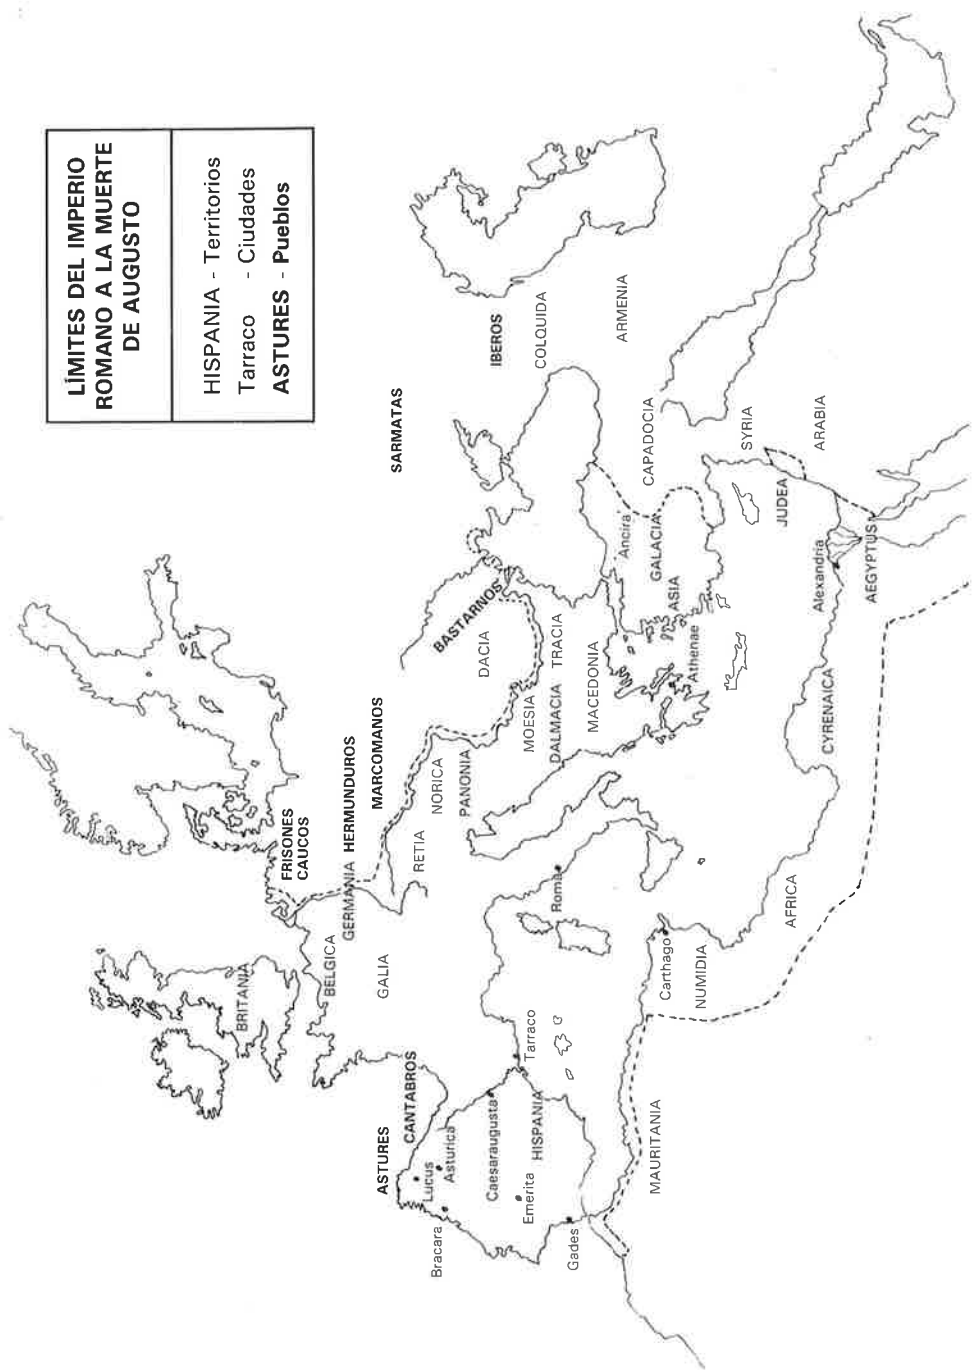 LÍMITES DEL IMPERIO
ROMANO A LA MUERTE
DE AUGUSTO
HISPANIA - Territorios
Tarraco - Ciudades
ASTURES - Pueblos
BRITANIA
FRISONES
CAUCOS
BELGICA
GERMANIA
HERMUNDUROS
MARCOMANOS
SARMATAS
GALIA
RETIA
NORICA
PANONIA
DACIA
BASTARNOS
IBEROS
COLQUIDA
ARMENIA
ASTURES
CANTABROS
Lucus
Asturica
Bracara
Caesaraugusta
Emerita
HISPANIA
Tarraco
Gades
Roma
MOESIA
DALMACIA
TRACIA
MACEDONIA
Athenae
Ancira
GALACIA
ASIA
CAPADOCIA
SYRIA
ARABIA
JUDEA
Alexandria
AEGYPTUS
CYRENAICA
AFRICA
Carthago
NUMIDIA
MAURITANIA